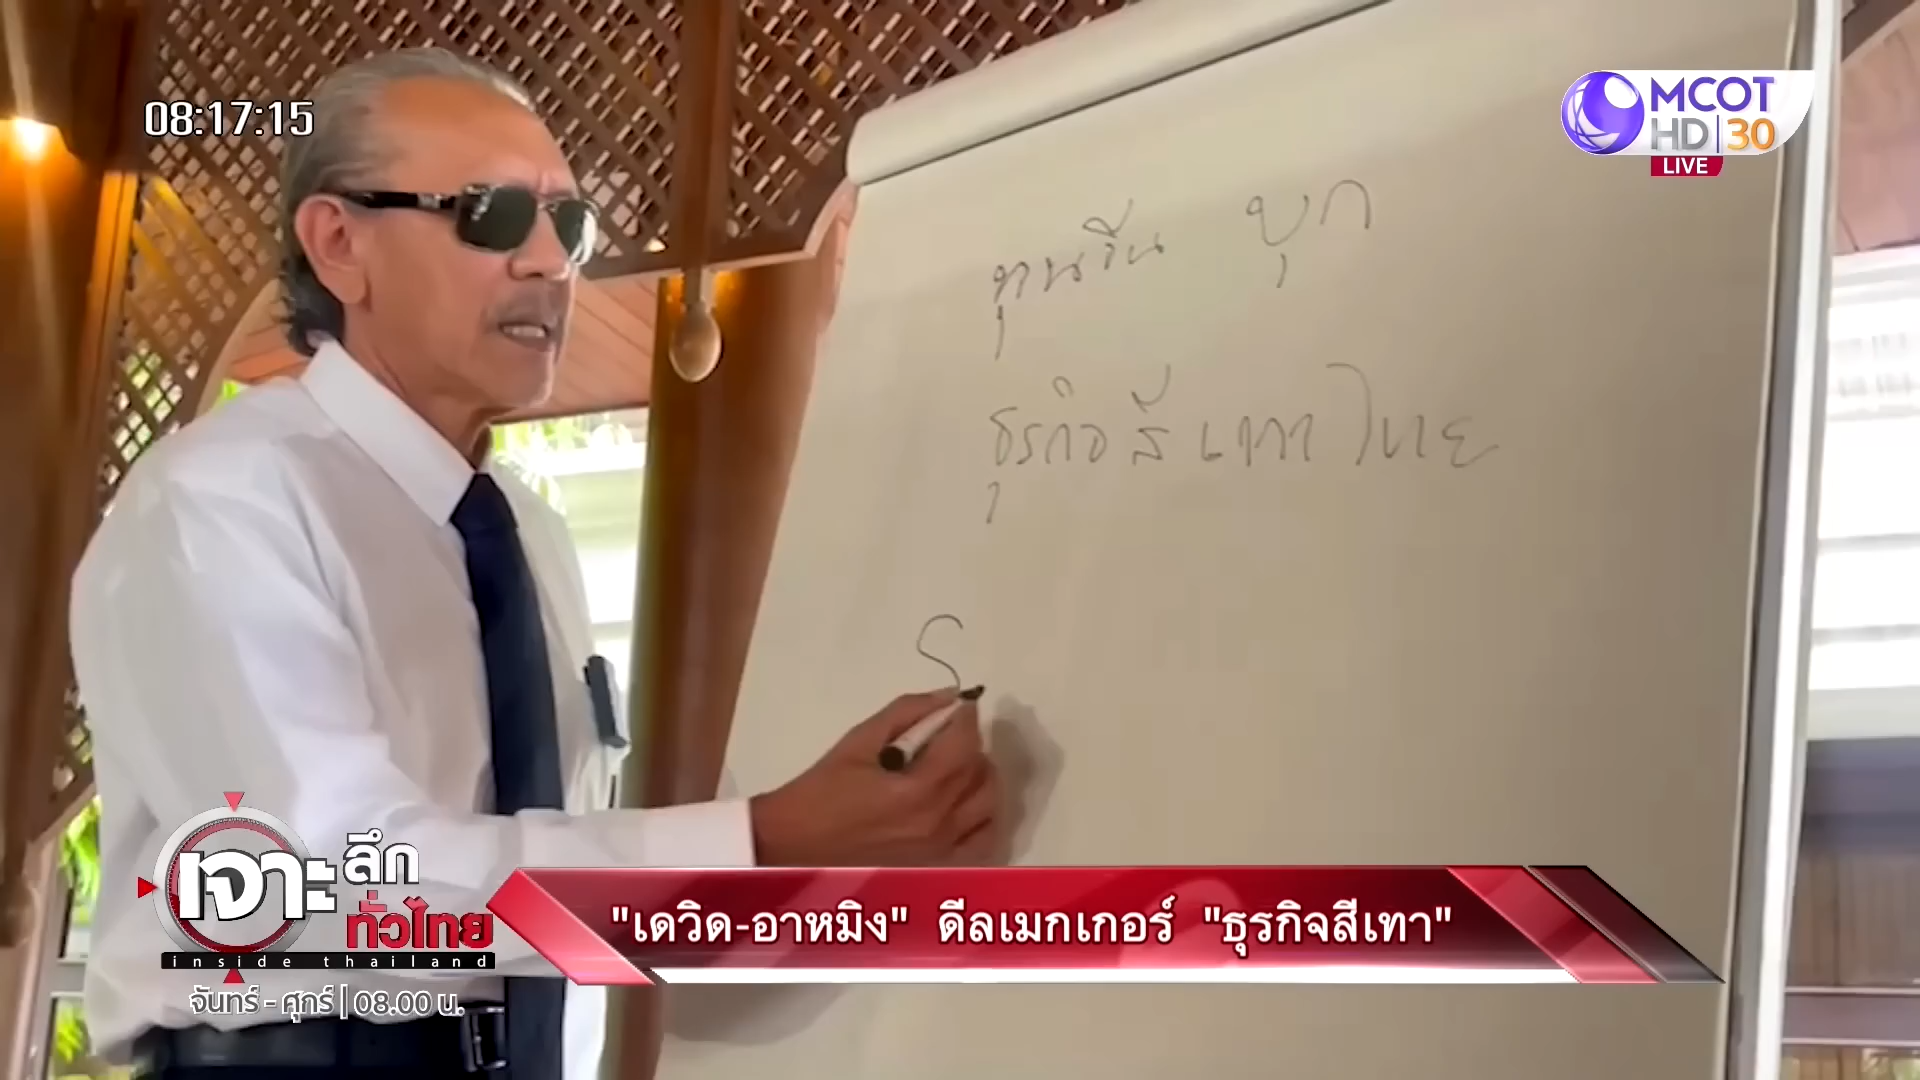 08:17:15
MCOT
HD 30
LIVE
ทุนจีน บุก
ธุรกิจสีเทา ไทย
S
เจาะลึก
ทั่วไทย
inside thailand
จันทร์ - ศุกร์ | 08.00 น.
"เดวิด-อาหมิง" ดีลเมกเกอร์ "ธุรกิจสีเทา"